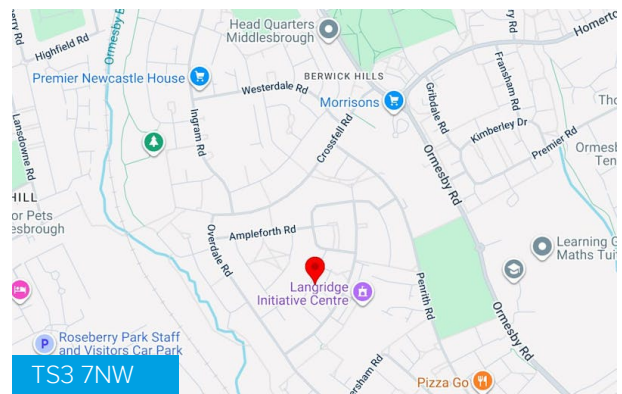 Head Quarters
Middlesbrough
Homerto
Highfield Rd
Ormesby B
BERWICK HILLS
Premier Newcastle House
Westerdale Rd
Morrisons
Fransham Rd
Gribdale Rd
Lansdowne Rd
Ingram Rd
Crossfell Rd
Tho
Kimberley Dr
Premier Rd
Ormesby Rd
Ormesb
Ten
HILL
or Pets
esbrough
Ampleforth Rd
Overdale Rd
Learning G
Maths Tui
Langridge
Initiative Centre
Penrith Rd
Ormesby Rd
Roseberry Park Staff
and Visitors Car Park
ersham Rd
Pizza Go
TS3 7NW